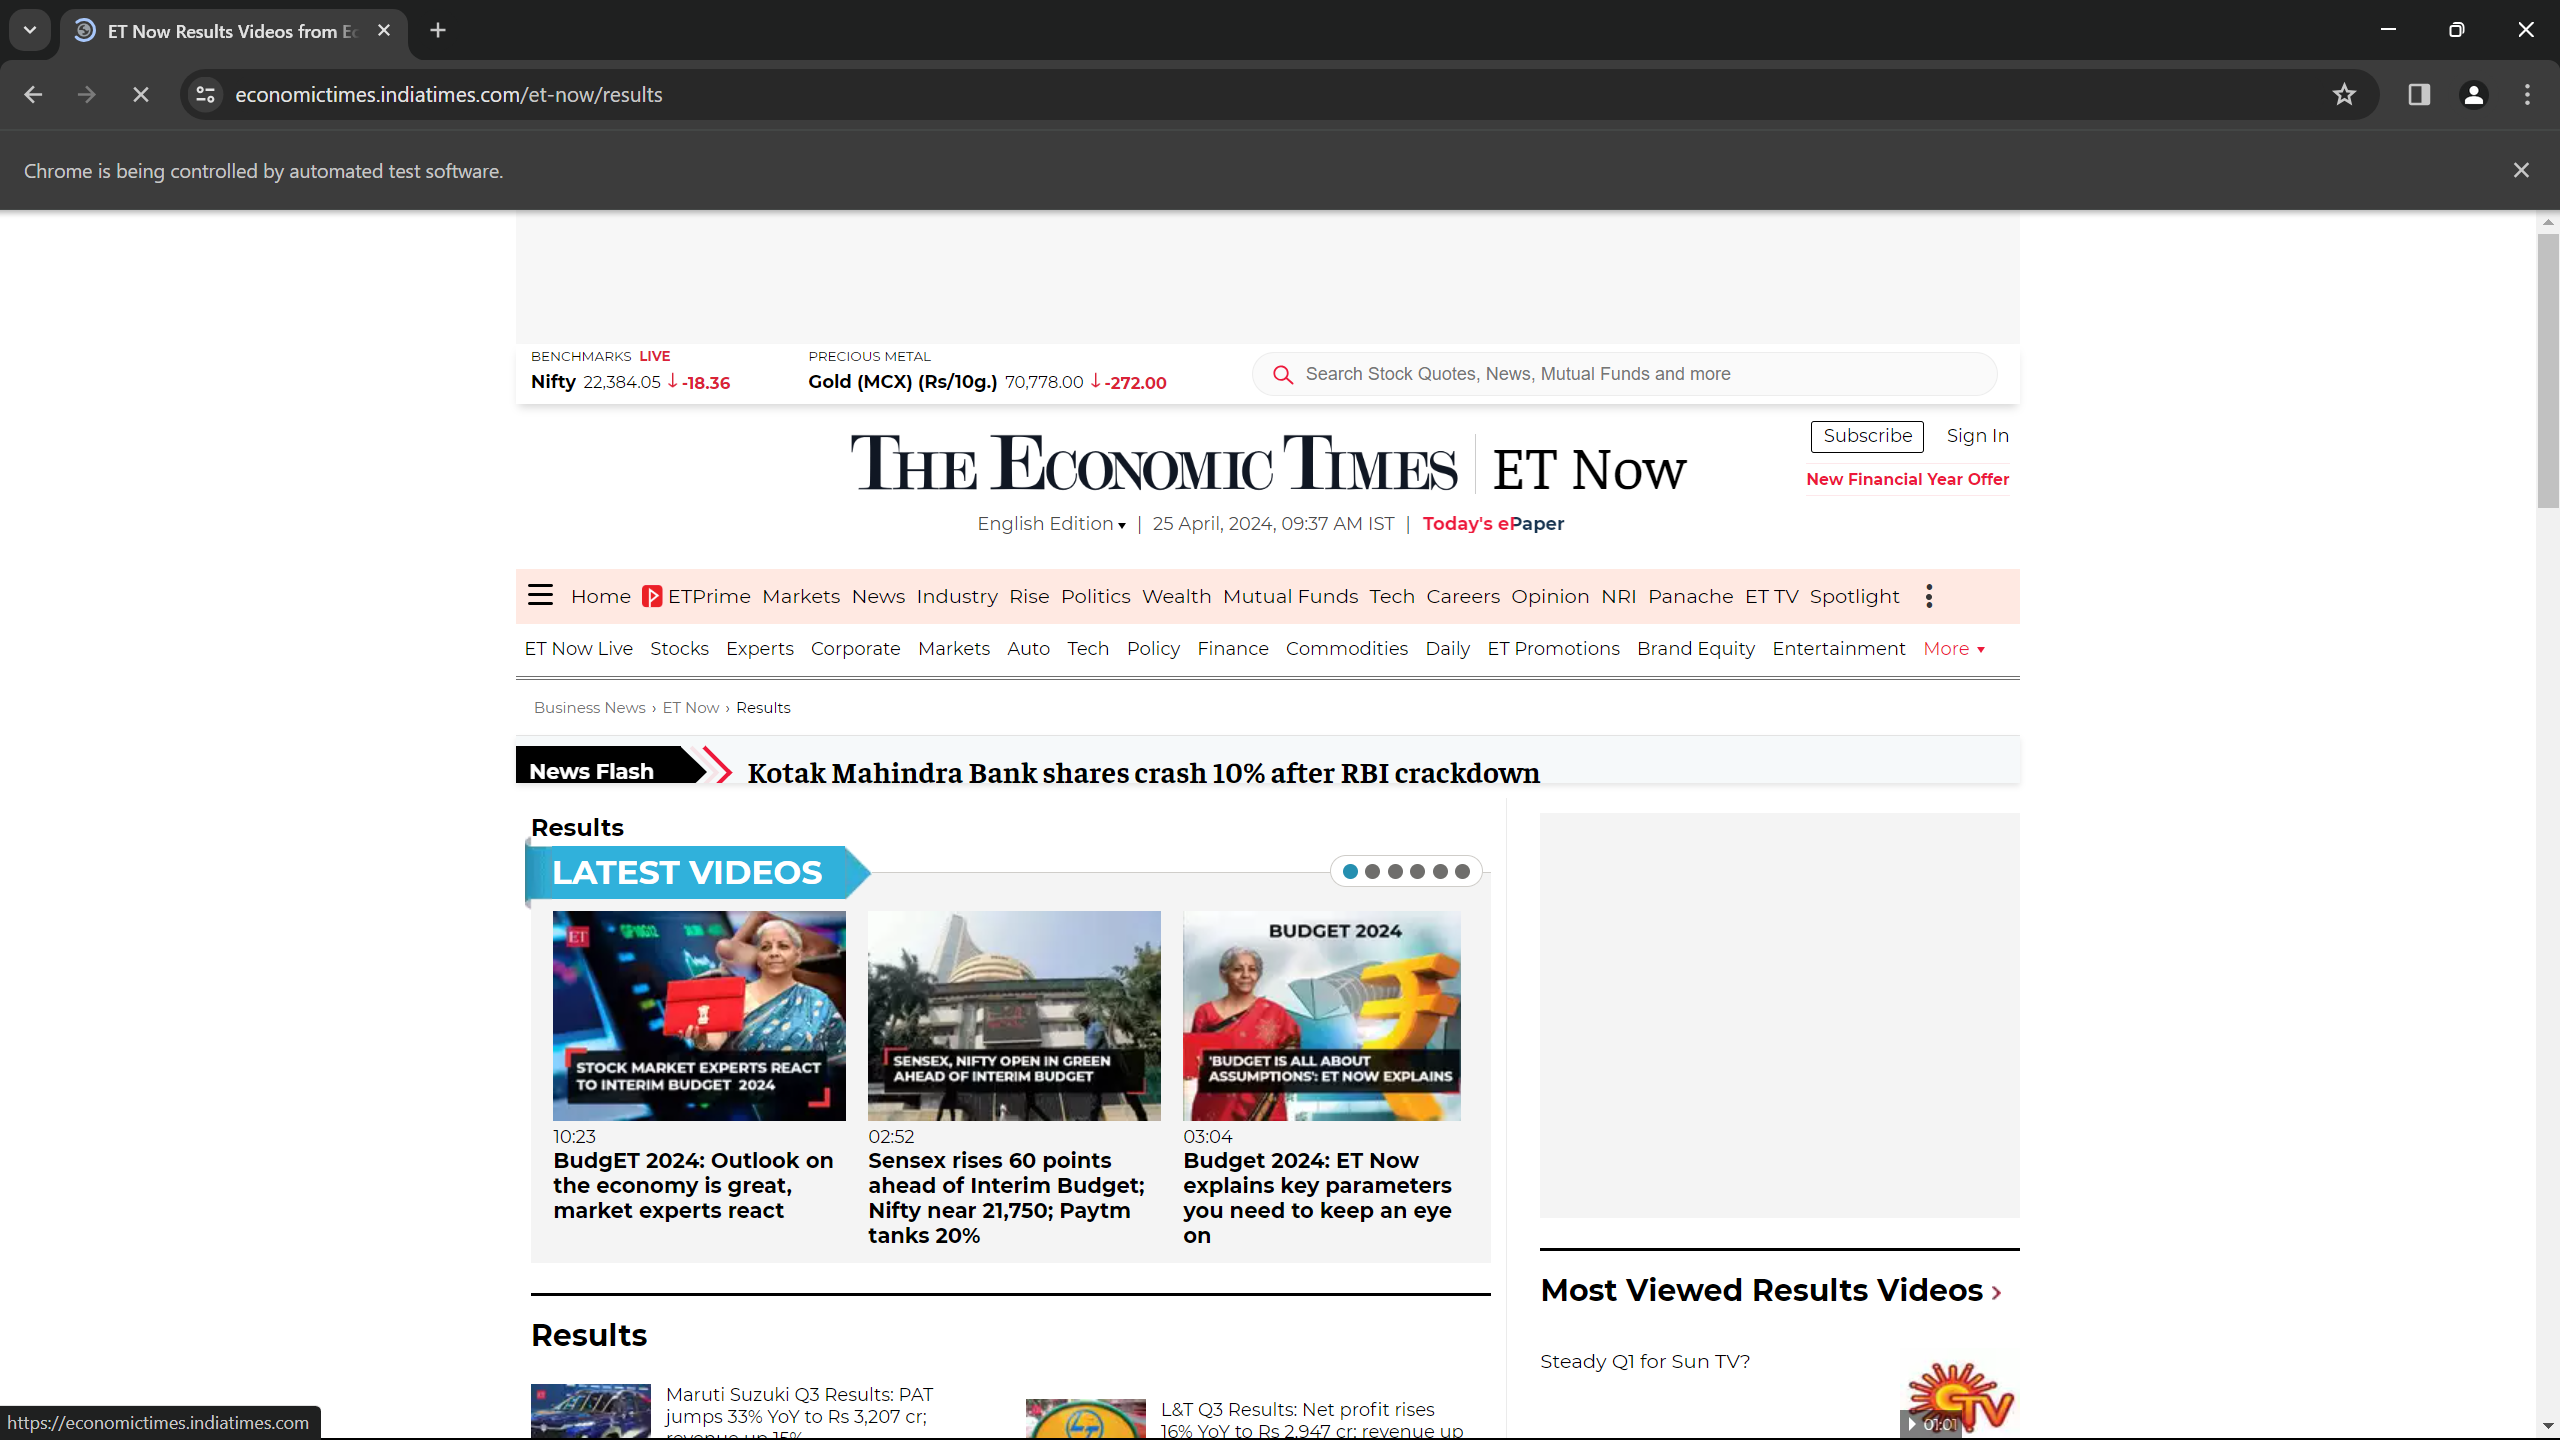 ET Now Results Videos from Ec
economictimes.indiatimes.com/et-now/results
Chrome is being controlled by automated test software.
BENCHMARKS LIVE
Nifty 22,384.05 ↓ -18.36
PRECIOUS METAL
Gold (MCX) (Rs/10g.) 70,778.00 ↓ -272.00
Search Stock Quotes, News, Mutual Funds and more
THE ECONOMIC TIMES | ET Now
Subscribe Sign In
New Financial Year Offer
English Edition ▾ | 25 April, 2024, 09:37 AM IST | Today's ePaper
Home ETPrime Markets News Industry Rise Politics Wealth Mutual Funds Tech Careers Opinion NRI Panache ET TV Spotlight
ET Now Live Stocks Experts Corporate Markets Auto Tech Policy Finance Commodities Daily ET Promotions Brand Equity Entertainment More ▾
Business News › ET Now › Results
News Flash Kotak Mahindra Bank shares crash 10% after RBI crackdown
Results
LATEST VIDEOS
ET
STOCK MARKET EXPERTS REACT
TO INTERIM BUDGET 2024
10:23
BudgET 2024: Outlook on
the economy is great,
market experts react
SENSEX, NIFTY OPEN IN GREEN
AHEAD OF INTERIM BUDGET
02:52
Sensex rises 60 points
ahead of Interim Budget;
Nifty near 21,750; Paytm
tanks 20%
BUDGET 2024
'BUDGET IS ALL ABOUT
ASSUMPTIONS': ET NOW EXPLAINS
03:04
Budget 2024: ET Now
explains key parameters
you need to keep an eye
on
Results
Maruti Suzuki Q3 Results: PAT
jumps 33% YoY to Rs 3,207 cr;
revenue up 15%
L&T Q3 Results: Net profit rises
16% YoY to Rs 2,947 cr; revenue up
Most Viewed Results Videos ›
Steady Q1 for Sun TV?
01:01
https://economictimes.indiatimes.com